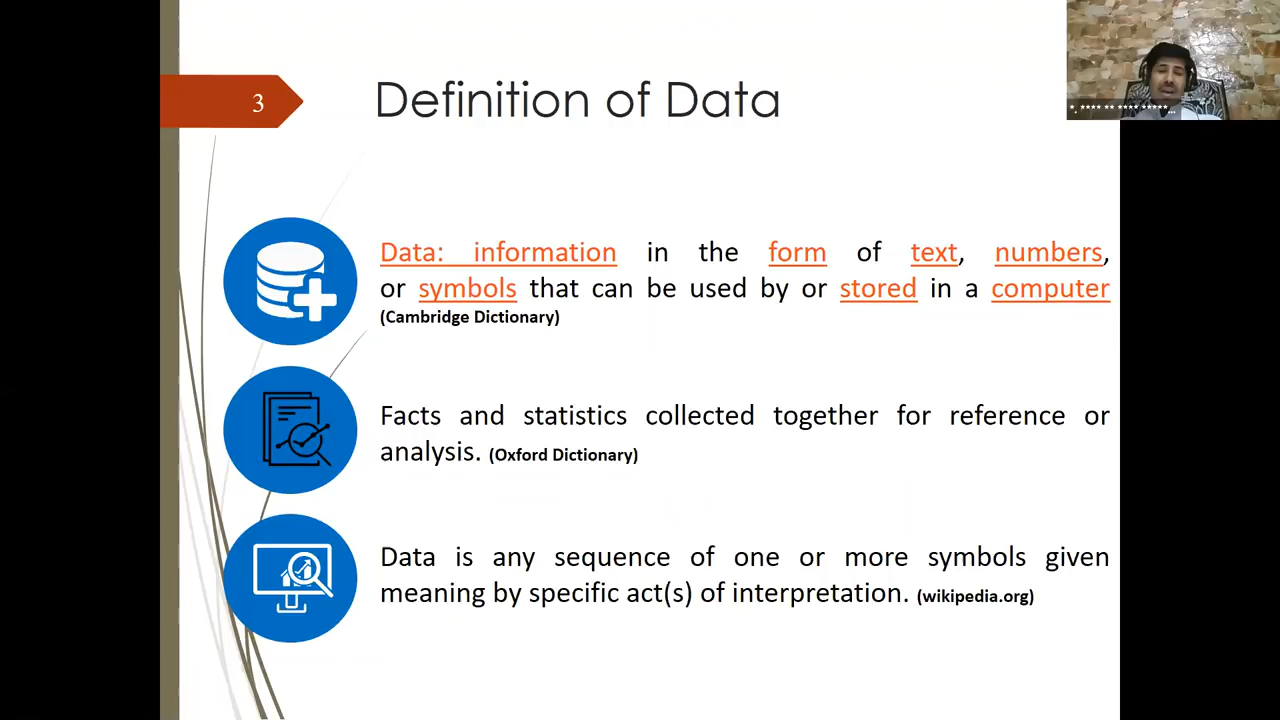 3
Definition of Data
Data: information in the form of text, numbers,
or symbols that can be used by or stored in a computer
(Cambridge Dictionary)
Facts and statistics collected together for reference or
analysis. (Oxford Dictionary)
Data is any sequence of one or more symbols given
meaning by specific act(s) of interpretation. (wikipedia.org)